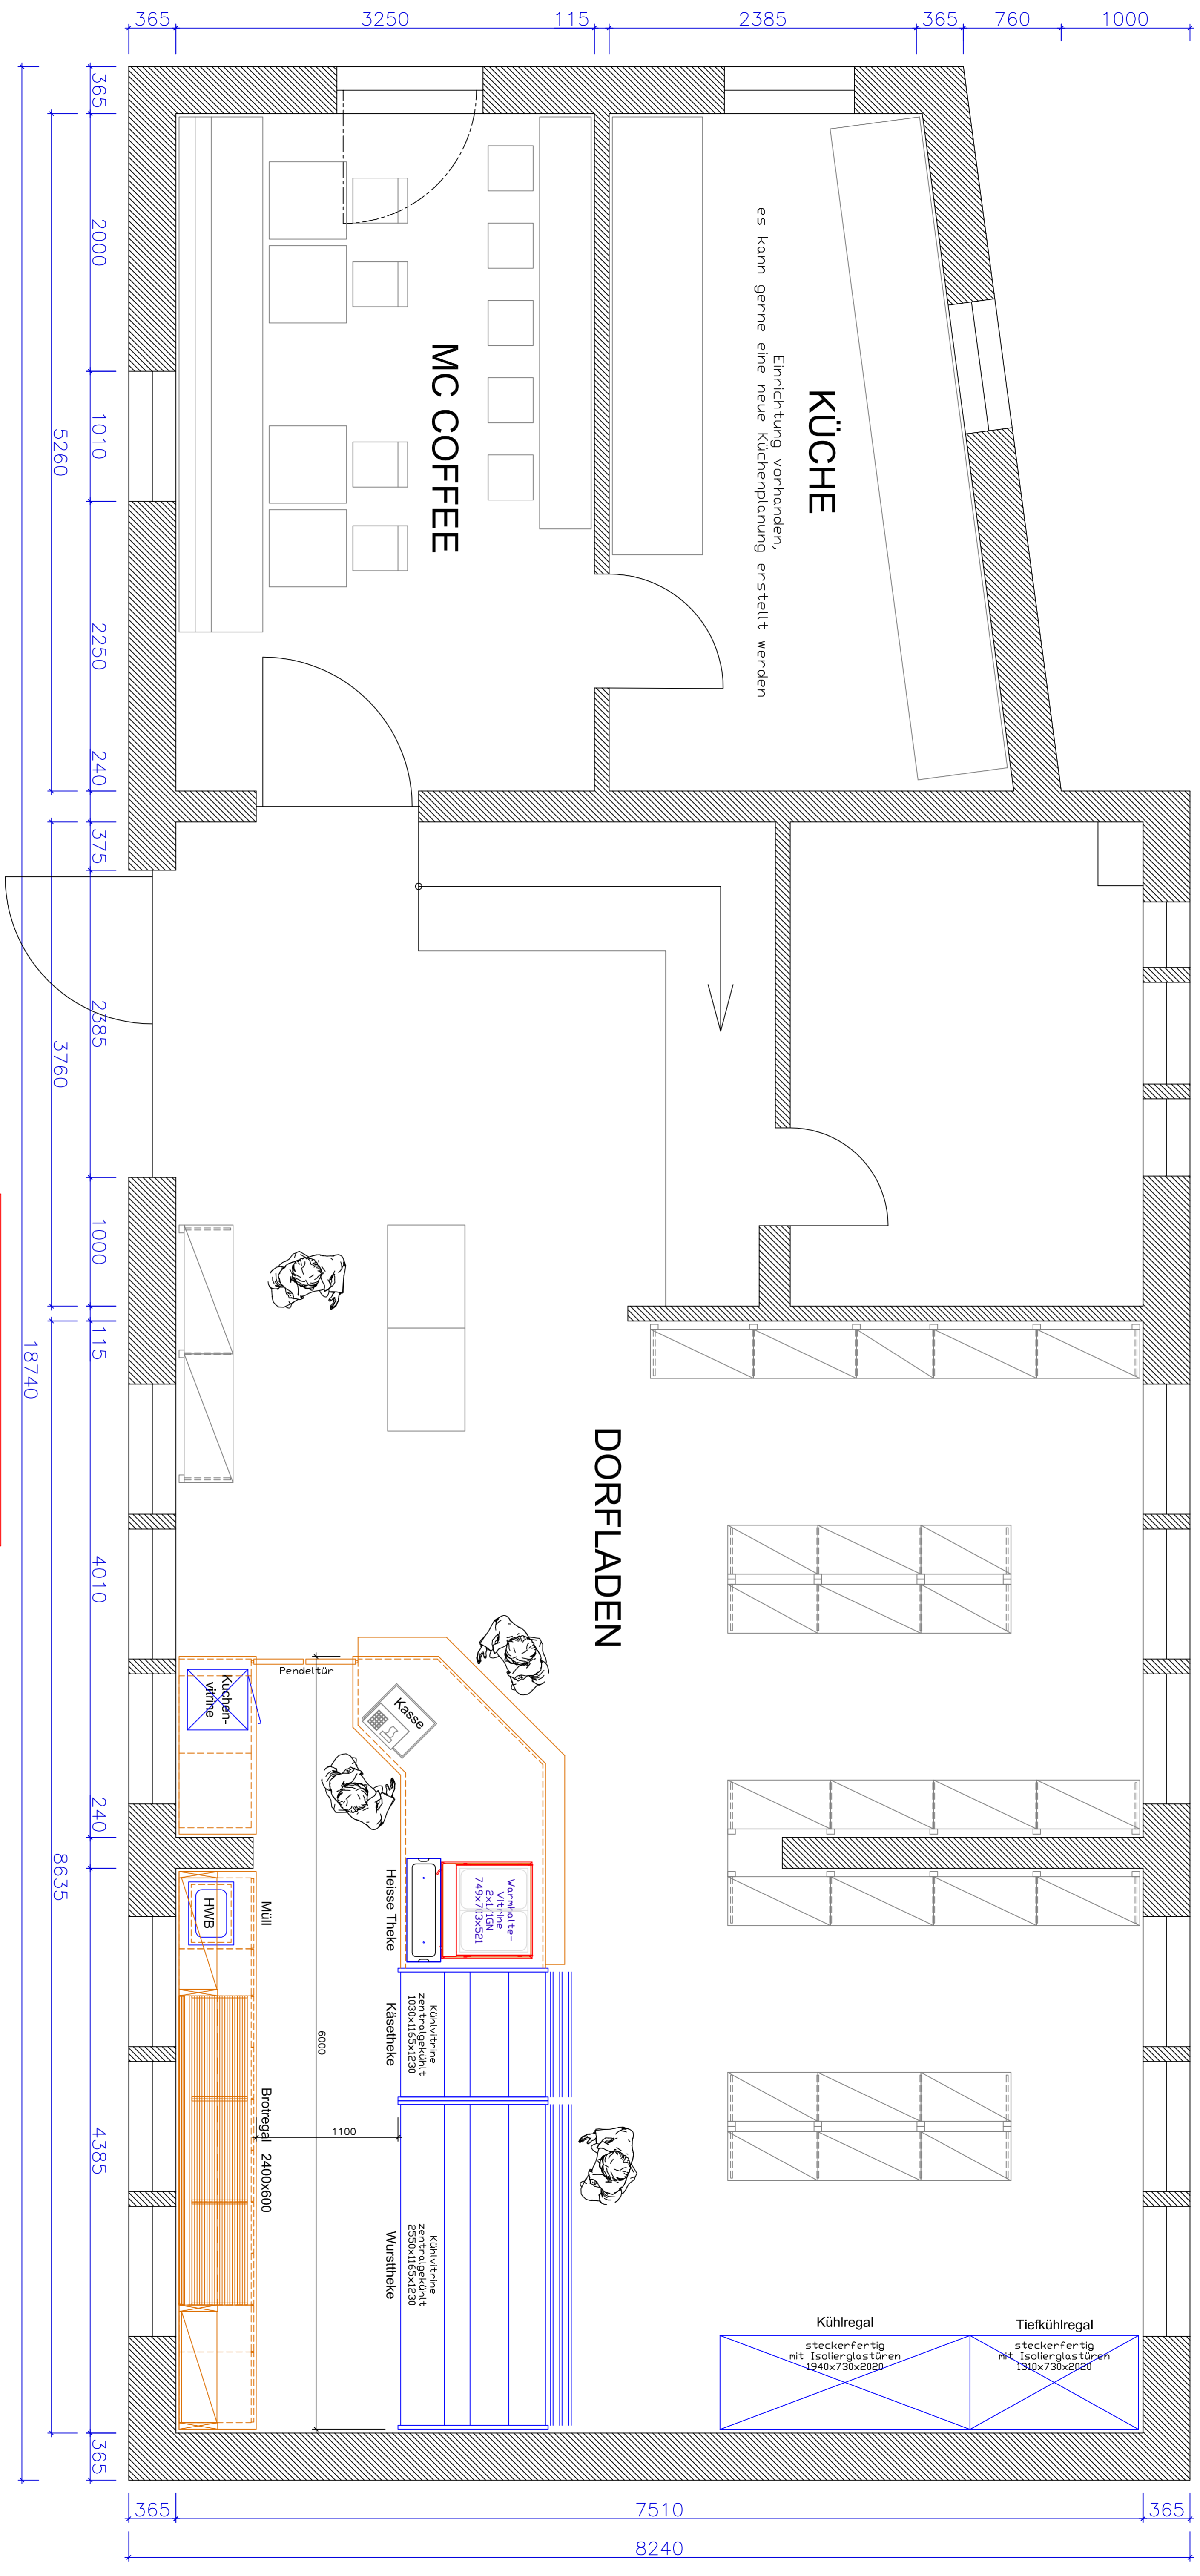 365
3250
115
2385
365
760
1000
365
2000
1010
2250
240
375
2385
1000
115
4010
240
4385
365
5260
3760
8635
18740
MC COFFEE
KÜCHE
Einrichtung vorhanden,
es kann gerne eine neue Küchenplanung erstellt werden
DORFLADEN
Pendeltür
Kuchen-
vitrine
Kasse
Warmhalte-
Vitrine
2x1/1GN
749x703x521
Heisse Theke
Müll
HWB
Kühlvitrine
zentralgekühlt
1030x1165x1230
Käsetheke
6000
1100
Brotregal 2400x600
Kühlvitrine
zentralgekühlt
2550x1165x1230
Wursttheke
Kühlregal
steckerfertig
mit Isolierglastüren
1940x730x2020
Tiefkühlregal
steckerfertig
mit Isolierglastüren
1310x730x2020
365
7510
365
8240